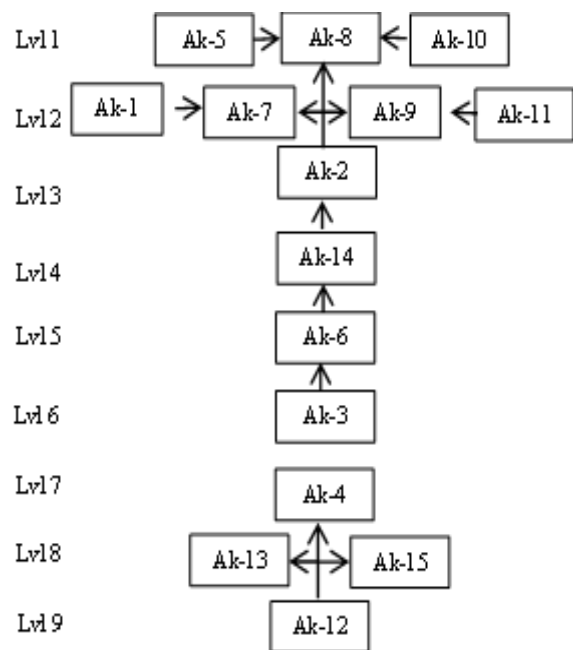 Lvl1 Ak-5 Ak-8 Ak-10
Lvl2 Ak-1 Ak-7 Ak-9 Ak-11
Lvl3 Ak-2
Lvl4 Ak-14
Lvl5 Ak-6
Lvl6 Ak-3
Lvl7 Ak-4
Lvl8 Ak-13 Ak-15
Lvl9 Ak-12